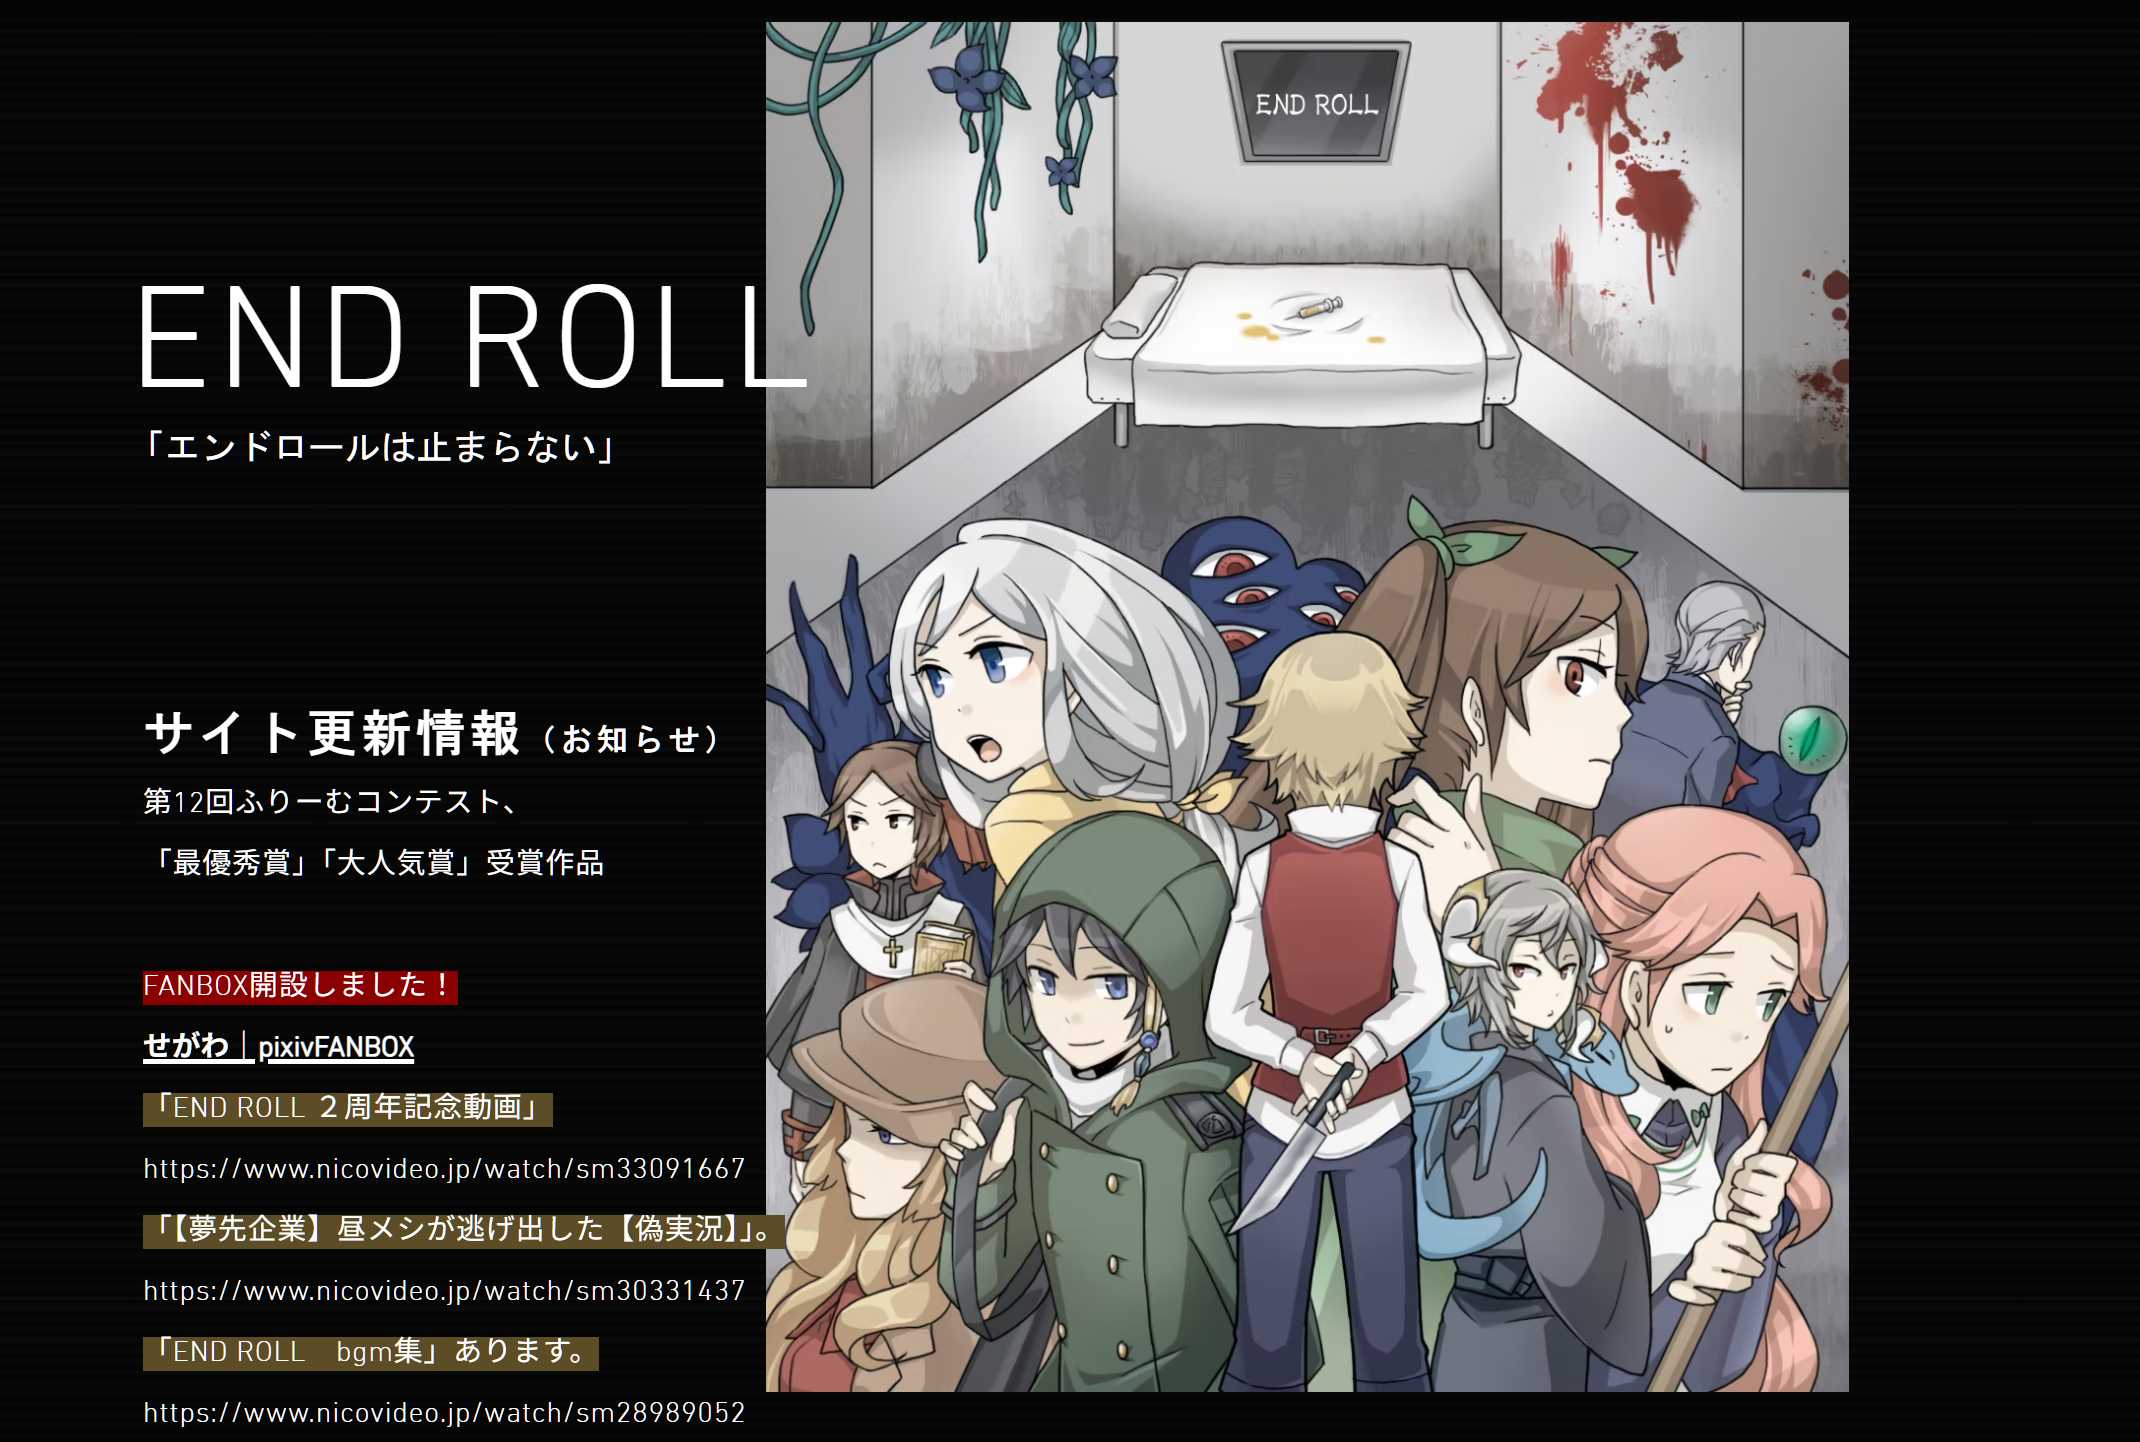 END ROLL
END ROLL
「エンドロールは止まらない」
サイト更新情報（お知らせ）
第12回ふりーむコンテスト、
「最優秀賞」「大人気賞」受賞作品
FANBOX開設しました！
せがわ｜pixivFANBOX
「END ROLL ２周年記念動画」
https://www.nicovideo.jp/watch/sm33091667
「【夢先企業】昼メシが逃げ出した【偽実況】」。
https://www.nicovideo.jp/watch/sm30331437
「END ROLL　bgm集」あります。
https://www.nicovideo.jp/watch/sm28989052